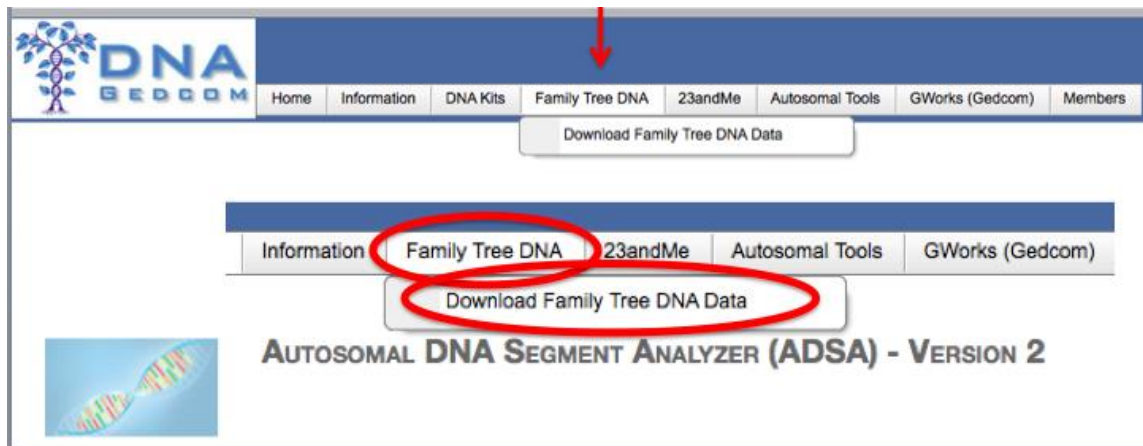 DNA
GEDCOM
Home Information DNA Kits Family Tree DNA 23andMe Autosomal Tools GWorks (Gedcom) Members
Download Family Tree DNA Data
Information Family Tree DNA 23andMe Autosomal Tools GWorks (Gedcom)
Download Family Tree DNA Data
AUTOSOMAL DNA SEGMENT ANALYZER (ADSA) - VERSION 2